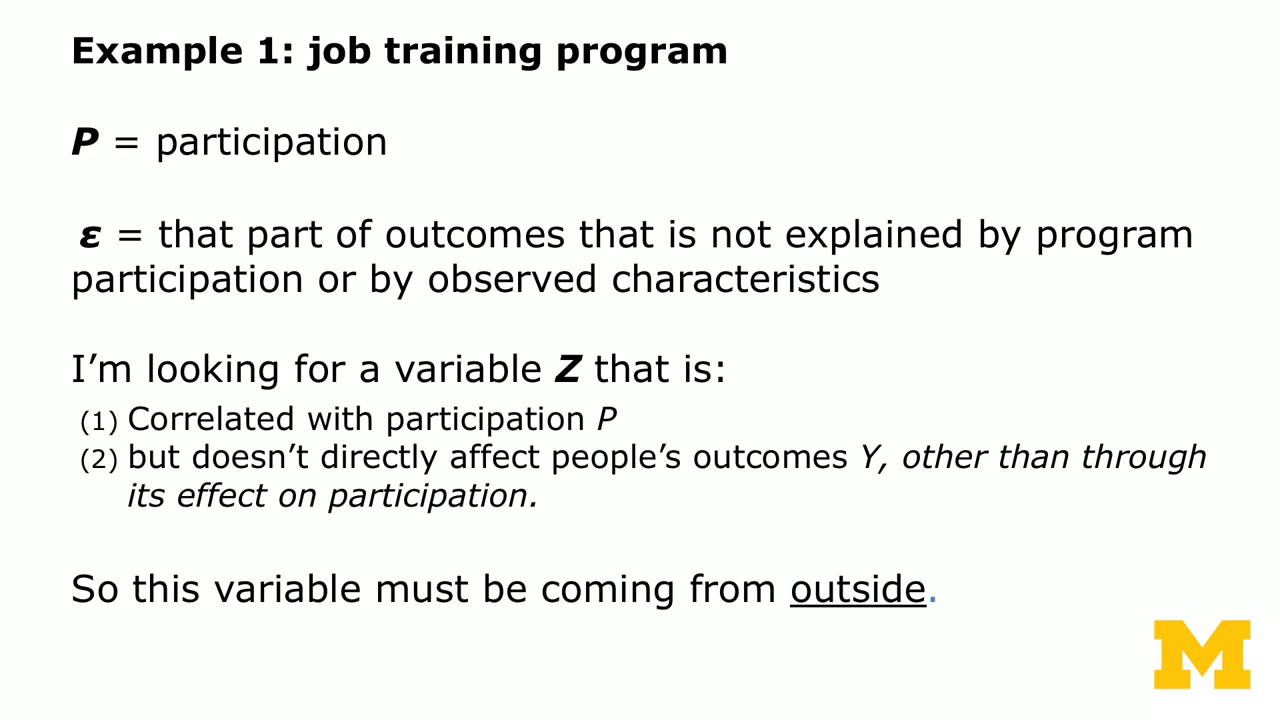 Example 1: job training program
P = participation
ε = that part of outcomes that is not explained by program
participation or by observed characteristics
I’m looking for a variable Z that is:
(1) Correlated with participation P
(2) but doesn’t directly affect people’s outcomes Y, other than through
its effect on participation.
So this variable must be coming from outside.
M